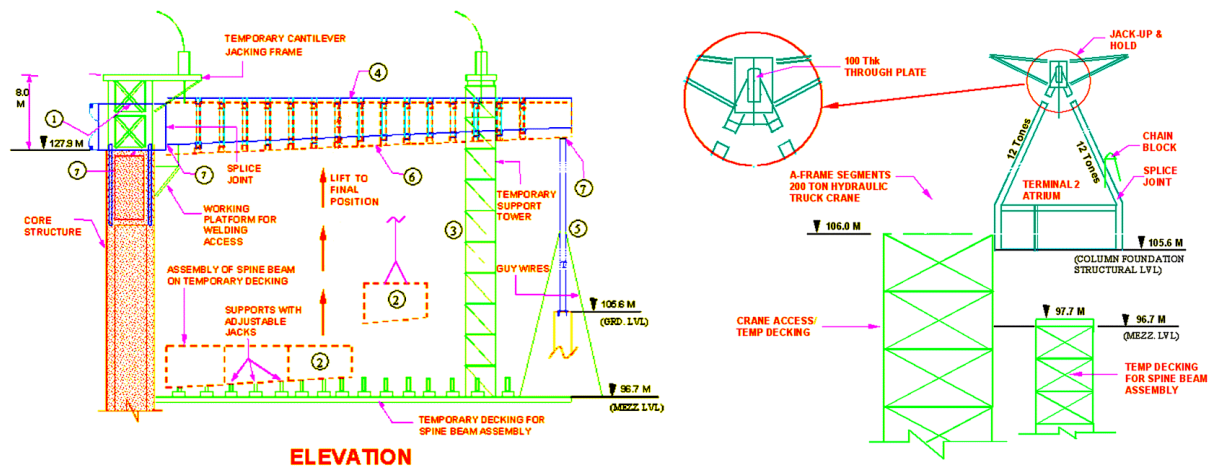 TEMPORARY CANTILEVER
JACKING FRAME
8.0
M
1
4
127.9 M
7
7
SPLICE
JOINT
6
7
LIFT TO
FINAL
POSITION
TEMPORARY
SUPPORT
TOWER
WORKING
PLATFORM FOR
WELDING
ACCESS
CORE
STRUCTURE
3
5
ASSEMBLY OF SPINE BEAM
ON TEMPORARY DECKING
GUY WIRES
2
SUPPORTS WITH
ADJUSTABLE
JACKS
105.6 M
(GRD. LVL)
2
96.7 M
(MEZZ. LVL)
TEMPORARY DECKING FOR
SPINE BEAM ASSEMBLY
ELEVATION
100 Thk
THROUGH PLATE
JACK-UP &
HOLD
12 Tones
12 Tones
CHAIN
BLOCK
SPLICE
JOINT
A-FRAME SEGMENTS
200 TON HYDRAULIC
TRUCK CRANE
TERMINAL 2
ATRIUM
106.0 M
105.6 M
(COLUMN FOUNDATION
STRUCTURAL LVL)
CRANE ACCESS/
TEMP DECKING
97.7 M
96.7 M
(MEZZ. LVL)
TEMP DECKING
FOR SPINE BEAM
ASSEMBLY